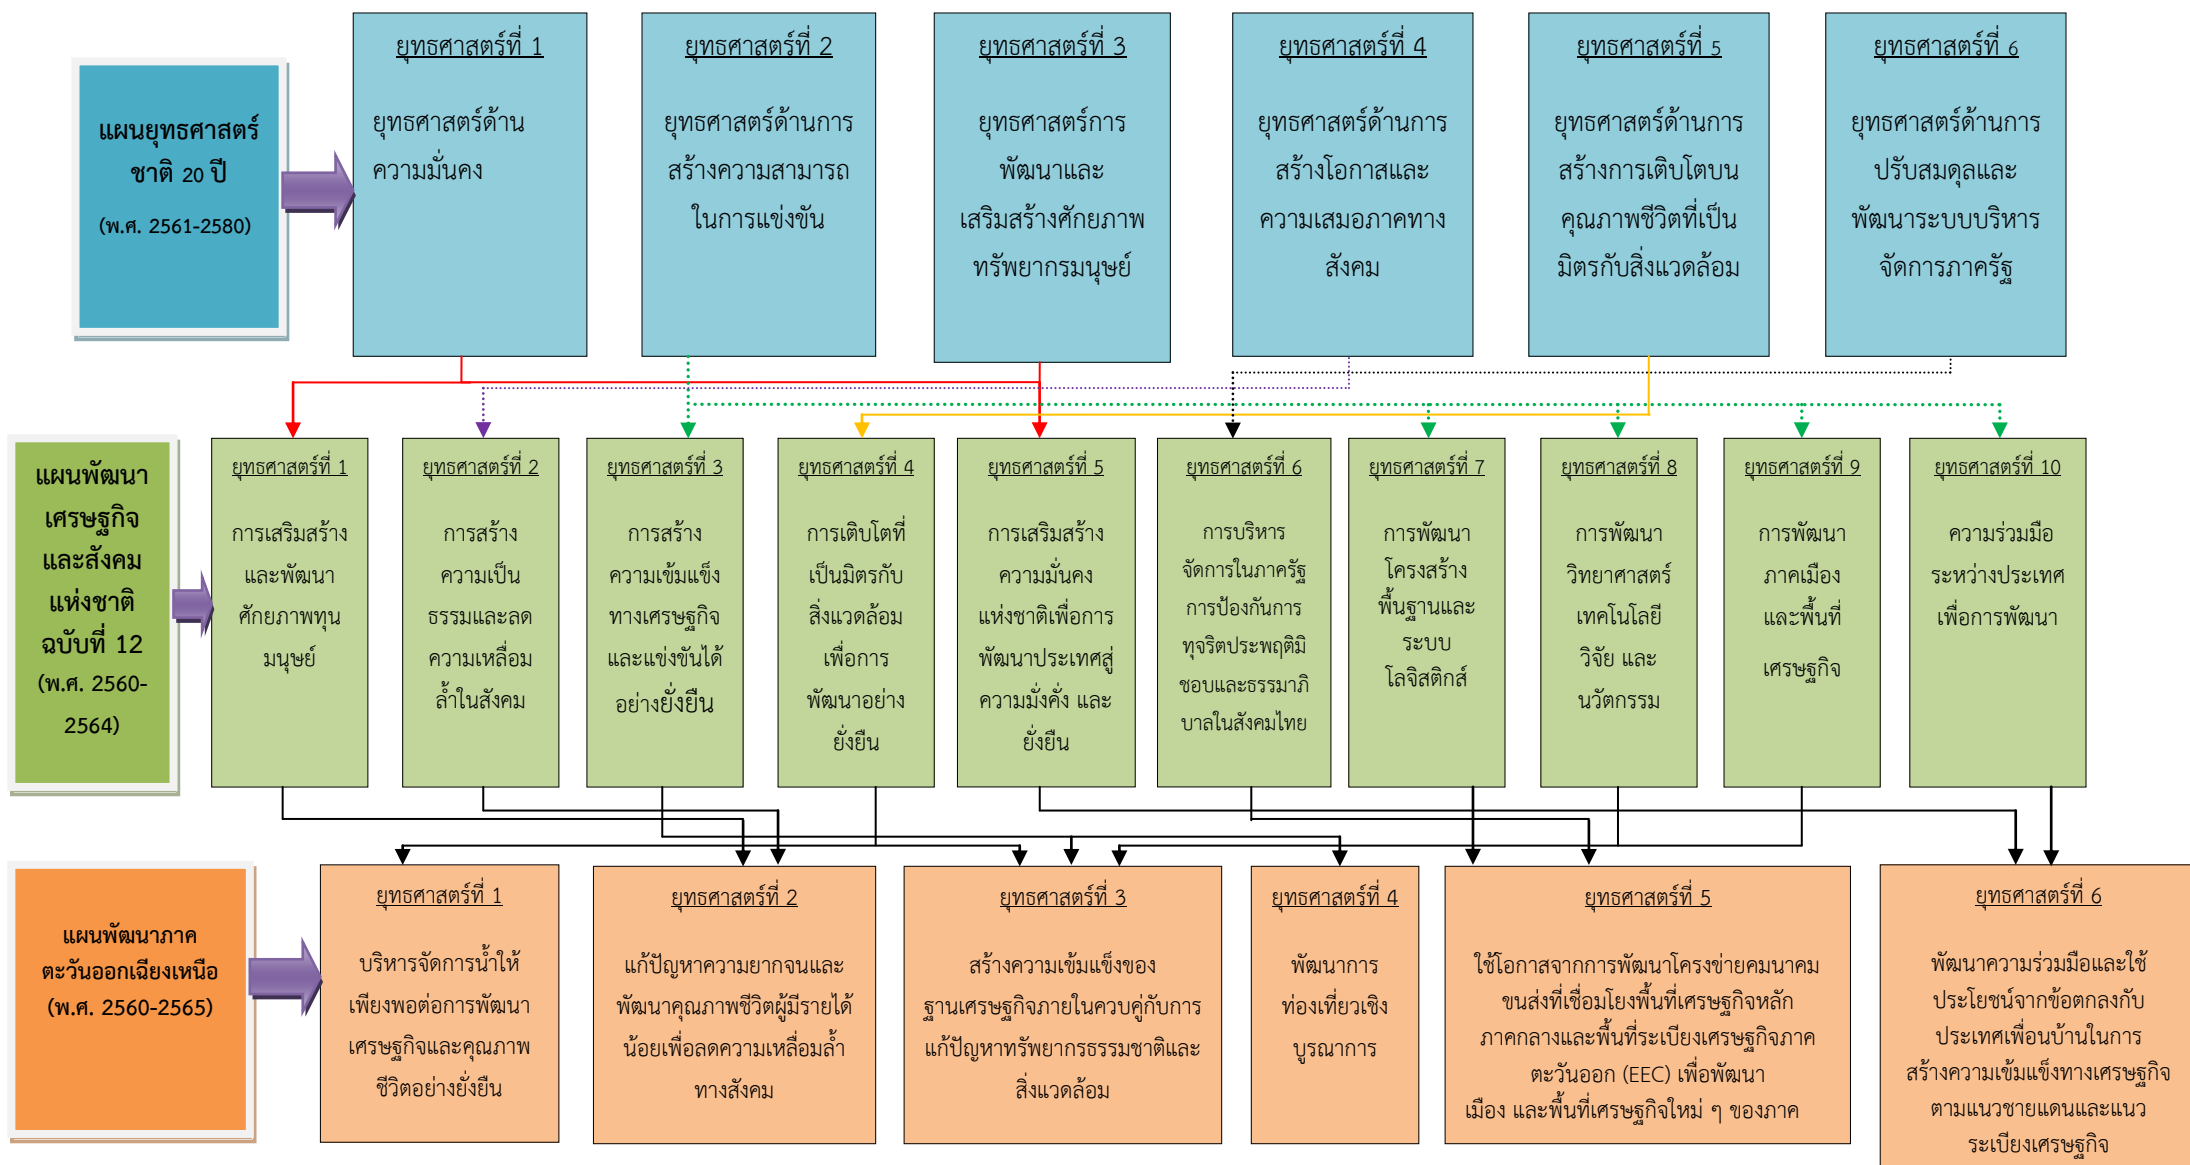 แผนยุทธศาสตร์
ชาติ 20 ปี
(พ.ศ. 2561-2580)
ยุทธศาสตร์ที่ 1
ยุทธศาสตร์ด้าน
ความมั่นคง
ยุทธศาสตร์ที่ 2
ยุทธศาสตร์ด้านการ
สร้างความสามารถ
ในการแข่งขัน
ยุทธศาสตร์ที่ 3
ยุทธศาสตร์การ
พัฒนาและ
เสริมสร้างศักยภาพ
ทรัพยากรมนุษย์
ยุทธศาสตร์ที่ 4
ยุทธศาสตร์ด้านการ
สร้างโอกาสและ
ความเสมอภาคทาง
สังคม
ยุทธศาสตร์ที่ 5
ยุทธศาสตร์ด้านการ
สร้างการเติบโตบน
คุณภาพชีวิตที่เป็น
มิตรกับสิ่งแวดล้อม
ยุทธศาสตร์ที่ 6
ยุทธศาสตร์ด้านการ
ปรับสมดุลและ
พัฒนาระบบบริหาร
จัดการภาครัฐ
แผนพัฒนา
เศรษฐกิจ
และสังคม
แห่งชาติ
ฉบับที่ 12
(พ.ศ. 2560-
2564)
ยุทธศาสตร์ที่ 1
การเสริมสร้าง
และพัฒนา
ศักยภาพทุน
มนุษย์
ยุทธศาสตร์ที่ 2
การสร้าง
ความเป็น
ธรรมและลด
ความเหลื่อม
ล้ำในสังคม
ยุทธศาสตร์ที่ 3
การสร้าง
ความเข้มแข็ง
ทางเศรษฐกิจ
และแข่งขันได้
อย่างยั่งยืน
ยุทธศาสตร์ที่ 4
การเติบโตที่
เป็นมิตรกับ
สิ่งแวดล้อม
เพื่อการ
พัฒนาอย่าง
ยั่งยืน
ยุทธศาสตร์ที่ 5
การเสริมสร้าง
ความมั่นคง
แห่งชาติเพื่อการ
พัฒนาประเทศสู่
ความมั่งคั่ง และ
ยั่งยืน
ยุทธศาสตร์ที่ 6
การบริหาร
จัดการในภาครัฐ
การป้องกันการ
ทุจริตประพฤติมิ
ชอบและธรรมาภิ
บาลในสังคมไทย
ยุทธศาสตร์ที่ 7
การพัฒนา
โครงสร้าง
พื้นฐานและ
ระบบ
โลจิสติกส์
ยุทธศาสตร์ที่ 8
การพัฒนา
วิทยาศาสตร์
เทคโนโลยี
วิจัย และ
นวัตกรรม
ยุทธศาสตร์ที่ 9
การพัฒนา
ภาคเมือง
และพื้นที่
เศรษฐกิจ
ยุทธศาสตร์ที่ 10
ความร่วมมือ
ระหว่างประเทศ
เพื่อการพัฒนา
แผนพัฒนาภาค
ตะวันออกเฉียงเหนือ
(พ.ศ. 2560-2565)
ยุทธศาสตร์ที่ 1
บริหารจัดการน้ำให้
เพียงพอต่อการพัฒนา
เศรษฐกิจและคุณภาพ
ชีวิตอย่างยั่งยืน
ยุทธศาสตร์ที่ 2
แก้ปัญหาความยากจนและ
พัฒนาคุณภาพชีวิตผู้มีรายได้
น้อยเพื่อลดความเหลื่อมล้ำ
ทางสังคม
ยุทธศาสตร์ที่ 3
สร้างความเข้มแข็งของ
ฐานเศรษฐกิจภายในควบคู่กับการ
แก้ปัญหาทรัพยากรธรรมชาติและ
สิ่งแวดล้อม
ยุทธศาสตร์ที่ 4
พัฒนาการ
ท่องเที่ยวเชิง
บูรณาการ
ยุทธศาสตร์ที่ 5
ใช้โอกาสจากการพัฒนาโครงข่ายคมนาคม
ขนส่งที่เชื่อมโยงพื้นที่เศรษฐกิจหลัก
ภาคกลางและพื้นที่ระเบียงเศรษฐกิจภาค
ตะวันออก (EEC) เพื่อพัฒนา
เมือง และพื้นที่เศรษฐกิจใหม่ ๆ ของภาค
ยุทธศาสตร์ที่ 6
พัฒนาความร่วมมือและใช้
ประโยชน์จากข้อตกลงกับ
ประเทศเพื่อนบ้านในการ
สร้างความเข้มแข็งทางเศรษฐกิจ
ตามแนวชายแดนและแนว
ระเบียงเศรษฐกิจ